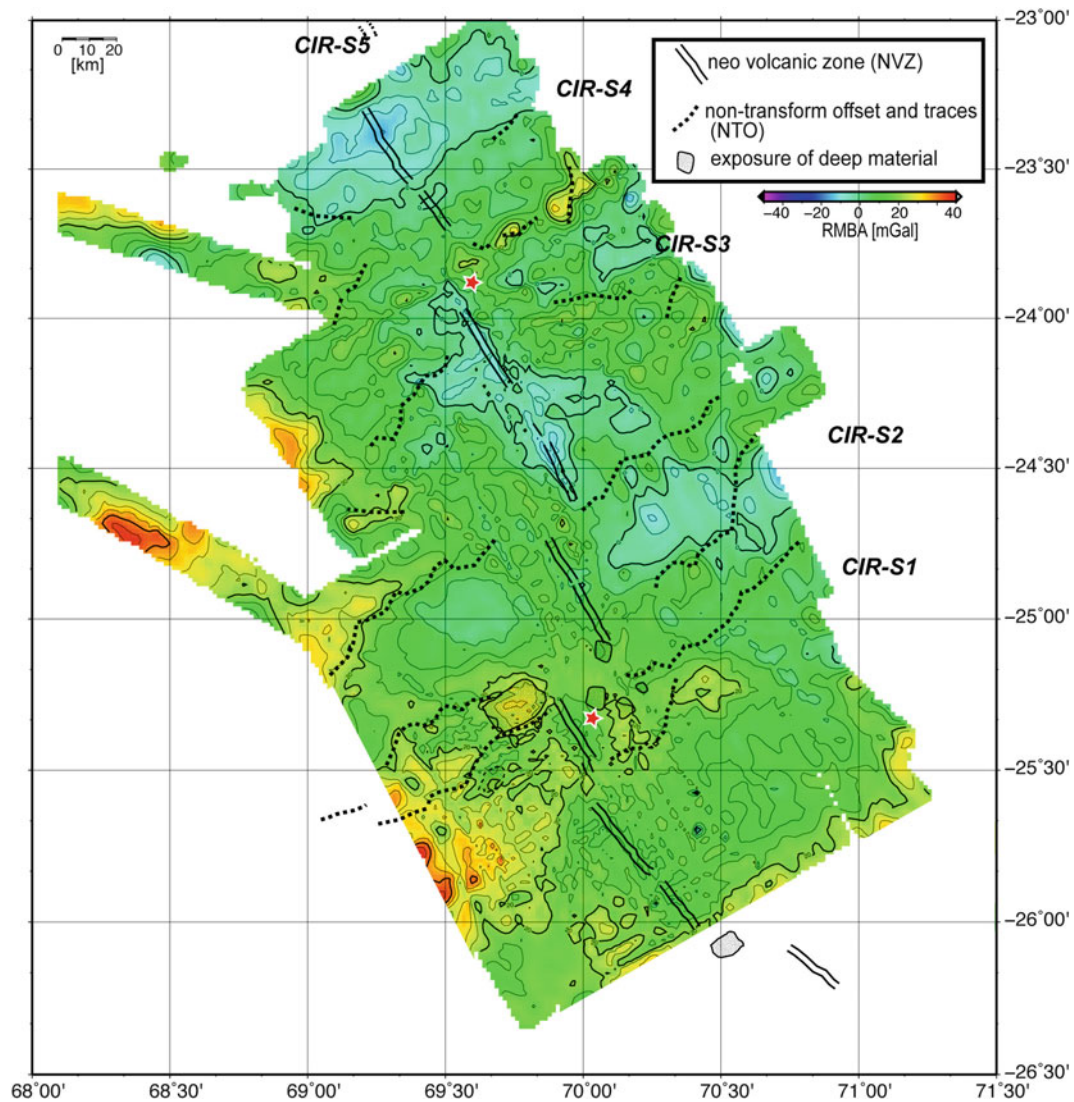 −23°00'
0 10 20
[km]
CIR-S5
neo volcanic zone (NVZ)
CIR-S4
non-transform offset and traces
(NTO)
exposure of deep material
−23°30'
−40 −20 0 20 40
RMBA [mGal]
CIR-S3
−24°00'
CIR-S2
−24°30'
CIR-S1
−25°00'
−25°30'
−26°00'
−26°30'
68°00' 68°30' 69°00' 69°30' 70°00' 70°30' 71°00' 71°30'